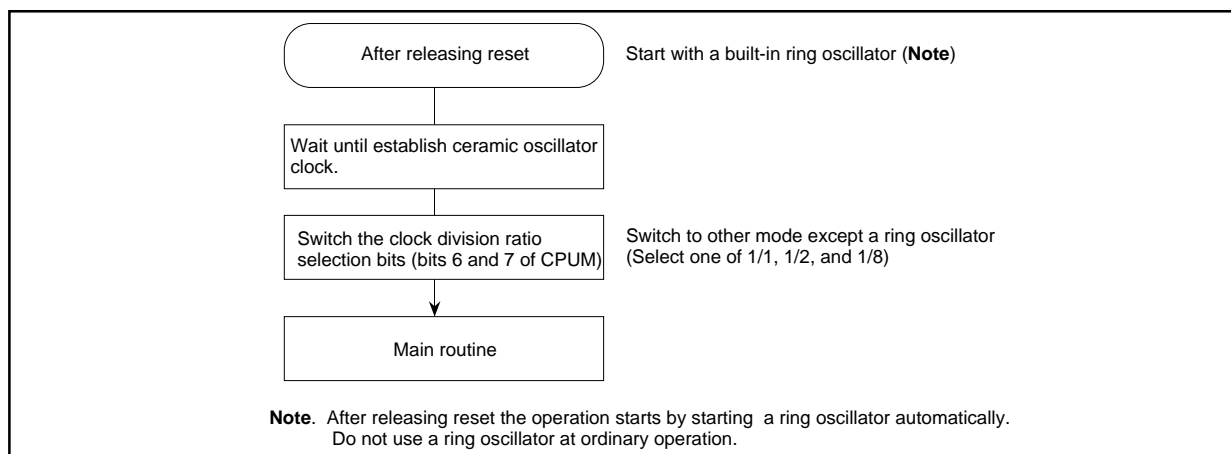 After releasing reset
Start with a built-in ring oscillator (Note)
Wait until establish ceramic oscillator
clock.
Switch the clock division ratio
selection bits (bits 6 and 7 of CPUM)
Switch to other mode except a ring oscillator
(Select one of 1/1, 1/2, and 1/8)
Main routine
Note. After releasing reset the operation starts by starting a ring oscillator automatically.
Do not use a ring oscillator at ordinary operation.